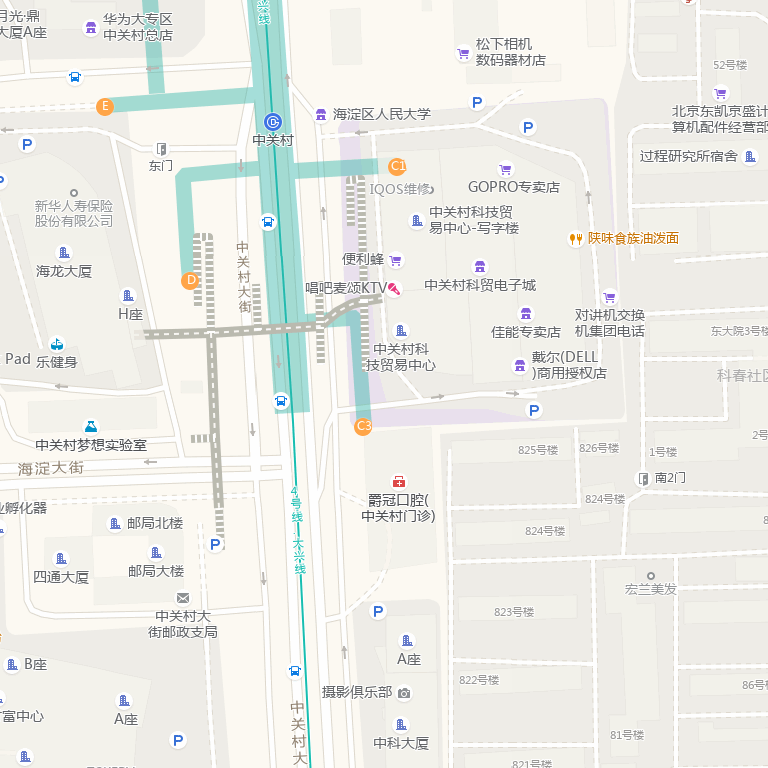 月光·鼎
大厦A座
华为大专区
中关村总店
兴线
松下相机
数码器材店
52号楼
E
P
海淀区人民大学
P
P
北京东凯京盛计
算机配件经营部
P
东门
中关村
C1
过程研究所宿舍
IQOS维修
GOPRO专卖店
新华人寿保险
股份有限公司
中关村科技贸
易中心-写字楼
陕味食族油泼面
中关村大街
海龙大厦
便利蜂
中关村科贸电子城
D
唱吧麦颂KTV
H座
佳能专卖店
对讲机交换
机集团电话
东大院3号楼
Pad
乐健身
中关村科
技贸易中心
戴尔(DELL
)商用授权店
科春社区
P
C3
中关村梦想实验室
2号
825号楼
826号楼
1号楼
海淀大街
南2门
4号线·大兴线
爵冠口腔(
中关村门诊)
824号楼
业孵化器
邮局北楼
824号楼
P
四通大厦
邮局大楼
宏兰美发
中关村大
街邮政支局
P
823号楼
B座
A座
822号楼
86号
摄影俱乐部
财富中心
A座
中关村大
P
中科大厦
81号楼
821号楼